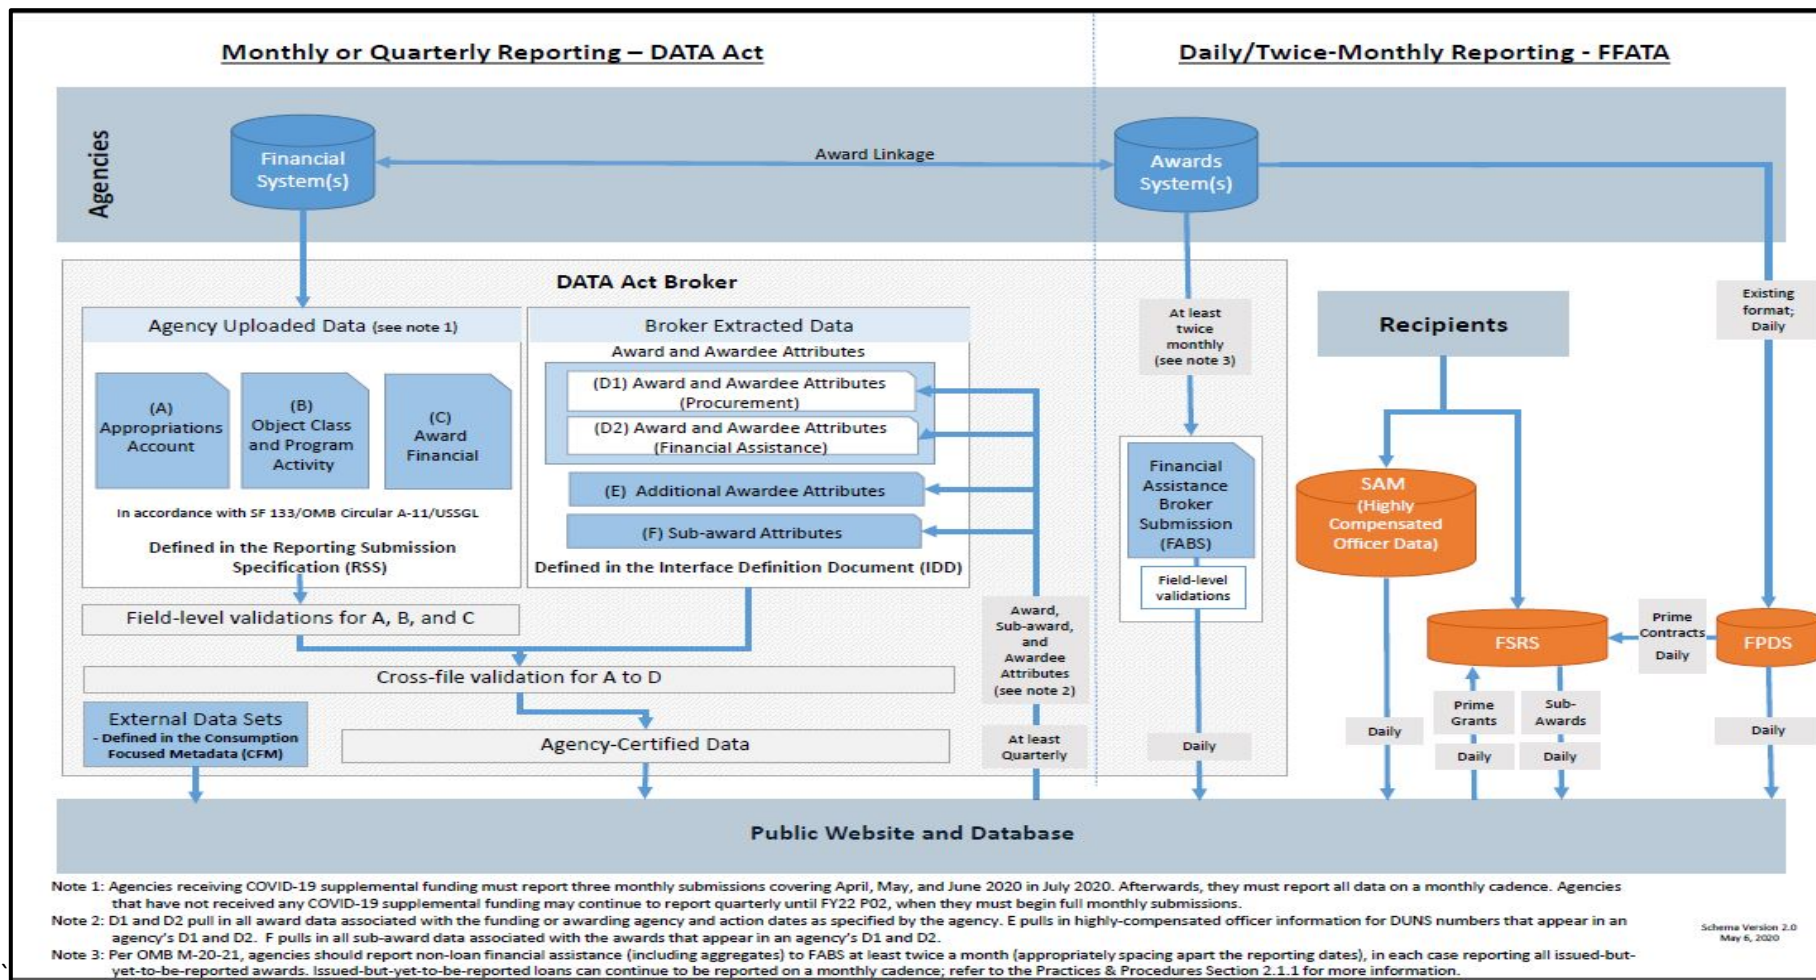 Monthly or Quarterly Reporting – DATA Act
Daily/Twice-Monthly Reporting - FFATA
Agencies
Financial
System(s)
Award Linkage
Awards
System(s)
DATA Act Broker
Agency Uploaded Data (see note 1)
(A)
Appropriations
Account
(B)
Object Class
and Program
Activity
(C)
Award
Financial
In accordance with SF 133/OMB Circular A-11/USSGL
Defined in the Reporting Submission
Specification (RSS)
Broker Extracted Data
Award and Awardee Attributes
(D1) Award and Awardee Attributes
(Procurement)
(D2) Award and Awardee Attributes
(Financial Assistance)
(E) Additional Awardee Attributes
(F) Sub-award Attributes
Defined in the Interface Definition Document (IDD)
Field-level validations for A, B, and C
Cross-file validation for A to D
External Data Sets
- Defined in the Consumption
Focused Metadata (CFM)
Agency-Certified Data
Award,
Sub-award,
and
Awardee
Attributes
(see note 2)
At least
Quarterly
At least
twice
monthly
(see note 3)
Financial
Assistance
Broker
Submission
(FABS)
Field-level
validations
Daily
Recipients
SAM
(Highly
Compensated
Officer Data)
Daily
FSRS
Prime
Grants
Daily
Sub-
Awards
Daily
Prime
Contracts
Daily
Existing
format;
Daily
FPDS
Daily
Public Website and Database
Note 1: Agencies receiving COVID-19 supplemental funding must report three monthly submissions covering April, May, and June 2020 in July 2020. Afterwards, they must report all data on a monthly cadence. Agencies
that have not received any COVID-19 supplemental funding may continue to report quarterly until FY22 P02, when they must begin full monthly submissions.
Note 2: D1 and D2 pull in all award data associated with the funding or awarding agency and action dates as specified by the agency. E pulls in highly-compensated officer information for DUNS numbers that appear in an
agency's D1 and D2. F pulls in all sub-award data associated with the awards that appear in an agency's D1 and D2.
Note 3: Per OMB M-20-21, agencies should report non-loan financial assistance (including aggregates) to FABS at least twice a month (appropriately spacing apart the reporting dates), in each case reporting all issued-but-
yet-to-be-reported awards. Issued-but-yet-to-be-reported loans can continue to be reported on a monthly cadence; refer to the Practices & Procedures Section 2.1.1 for more information.
Schema Version 2.0
May 6, 2020
`